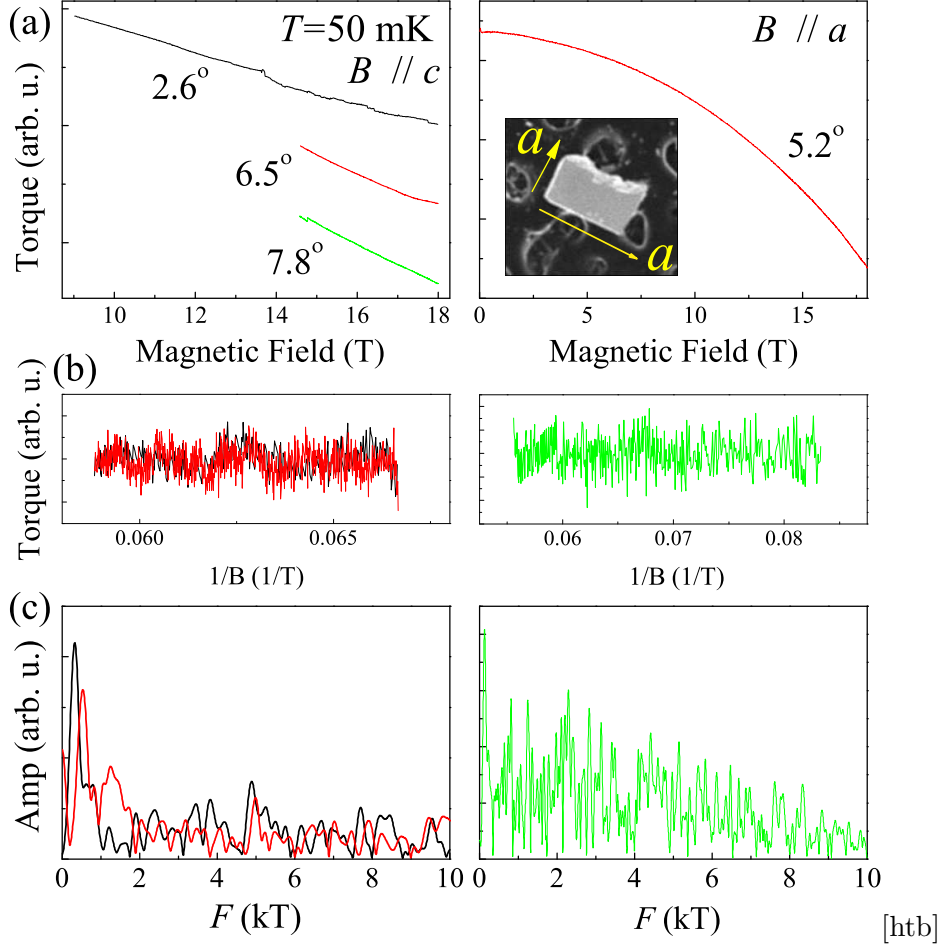 (a)
T=50 mK
B // c
2.6°
6.5°
7.8°
Torque (arb. u.)
10 12 14 16 18
Magnetic Field (T)
B // a
5.2°
a
a
0 5 10 15
Magnetic Field (T)
(b)
Torque (arb. u.)
0.060 0.065
1/B (1/T)
0.06 0.07 0.08
1/B (1/T)
(c)
Amp (arb. u.)
0 2 4 6 8 10
F (kT)
0 2 4 6 8 10
F (kT)
[htb]